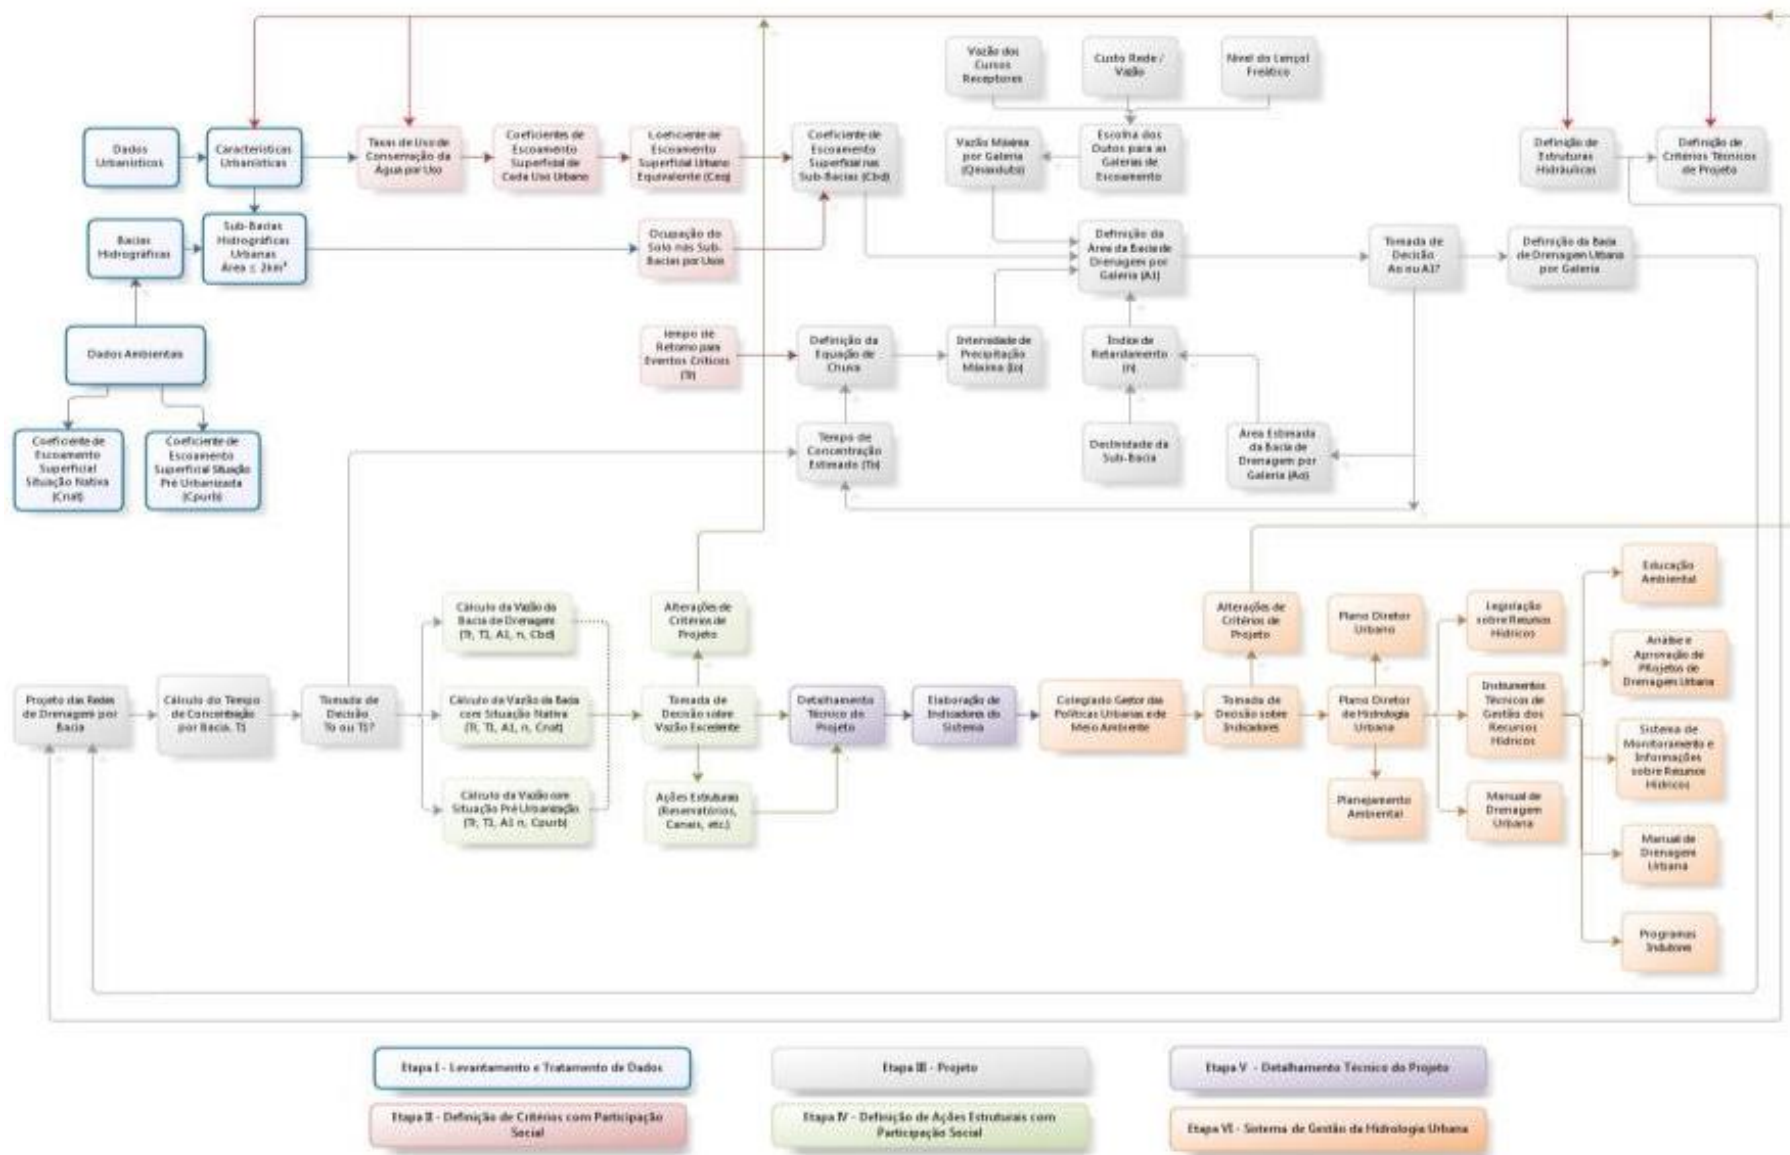 Vazão dos
Cursos
Receptores
Custo Rede /
Vazão
Nível do Lençol
Freático
Dados
Urbanísticos
Características
Urbanísticas
Taxas de Uso de
Conservação da
Água por Uso
Coeficientes de
Escoamento
Superficial de
Cada Uso Urbano
Coeficiente de
Escoamento
Superficial Urbano
Equivalente (Ceq)
Coeficiente de
Escoamento
Superficial nas
Sub-Bacias (Cbd)
Vazão Máxima
por Galeria
(Qmaxduto)
Escolha dos
Dutos para as
Galerias de
Escoamento
Definição de
Estruturas
Hidráulicas
Definição de
Critérios Técnicos
de Projeto
Bacias
Hidrográficas
Sub-Bacias
Hidrográficas
Urbanas
Área ≤ 2km²
Ocupação do
Solo nas Sub-
Bacias por Usos
Definição da
Área da Bacia de
Drenagem por
Galeria (A1)
Tomada de
Decisão
Ao ou A1?
Definição da Bacia
de Drenagem Urbana
por Galeria
Dados Ambientais
Tempo de
Retorno para
Eventos Críticos
(Tr)
Definição da
Equação de
Chuva
Intensidade de
Precipitação
Máxima (Io)
Índice de
Retardamento
(n)
Coeficiente de
Escoamento
Superficial
Situação Nativa
(Cnat)
Coeficiente de
Escoamento
Superficial Situação
Pré Urbanizada
(Cpurb)
Tempo de
Concentração
Estimado (To)
Declividade da
Sub-Bacia
Área Estimada
da Bacia de
Drenagem por
Galeria (Ao)
Cálculo da Vazão da
Bacia de Drenagem
(Tr, T1, A1, n, Cbd)
Alterações de
Critérios de
Projeto
Alterações de
Critérios de
Projeto
Plano Diretor
Urbano
Legislação
sobre Recursos
Hídricos
Educação
Ambiental
Análise e
Aprovação de
PRojetos de
Drenagem Urbana
Projeto das Redes
de Drenagem por
Bacia
Cálculo do Tempo
de Concentração
por Bacia. T1
Tomada de
Decisão
To ou T1?
Cálculo da Vazão da Bacia
com Situação Nativa
(Tr, T1, A1, n, Cnat)
Tomada de
Decisão sobre
Vazão Excelente
Detalhamento
Técnico do
Projeto
Elaboração de
Indicadores do
Sistema
Colegiado Gestor das
Políticas Urbanas e de
Meio Ambiente
Tomada de
Decisão sobre
Indicadores
Plano Diretor
de Hidrologia
Urbana
Instrumentos
Técnicos de
Gestão dos
Recursos
Hídricos
Sistema de
Monitoramento e
Informações
sobre Recursos
Hídricos
Cálculo da Vazão com
Situação Pré Urbanização
(Tr, T1, A1 n, Cpurb)
Ações Estruturais
(Reservatórios,
Canais, etc.)
Planejamento
Ambiental
Manual de
Drenagem
Urbana
Manual de
Drenagem
Urbana
Programas
Indutores
Etapa I - Levantamento e Tratamento de Dados
Etapa III - Projeto
Etapa V - Detalhamento Técnico do Projeto
Etapa II - Definição de Critérios com Participação
Social
Etapa IV - Definição de Ações Estruturais com
Participação Social
Etapa VI - Sistema de Gestão da Hidrologia Urbana